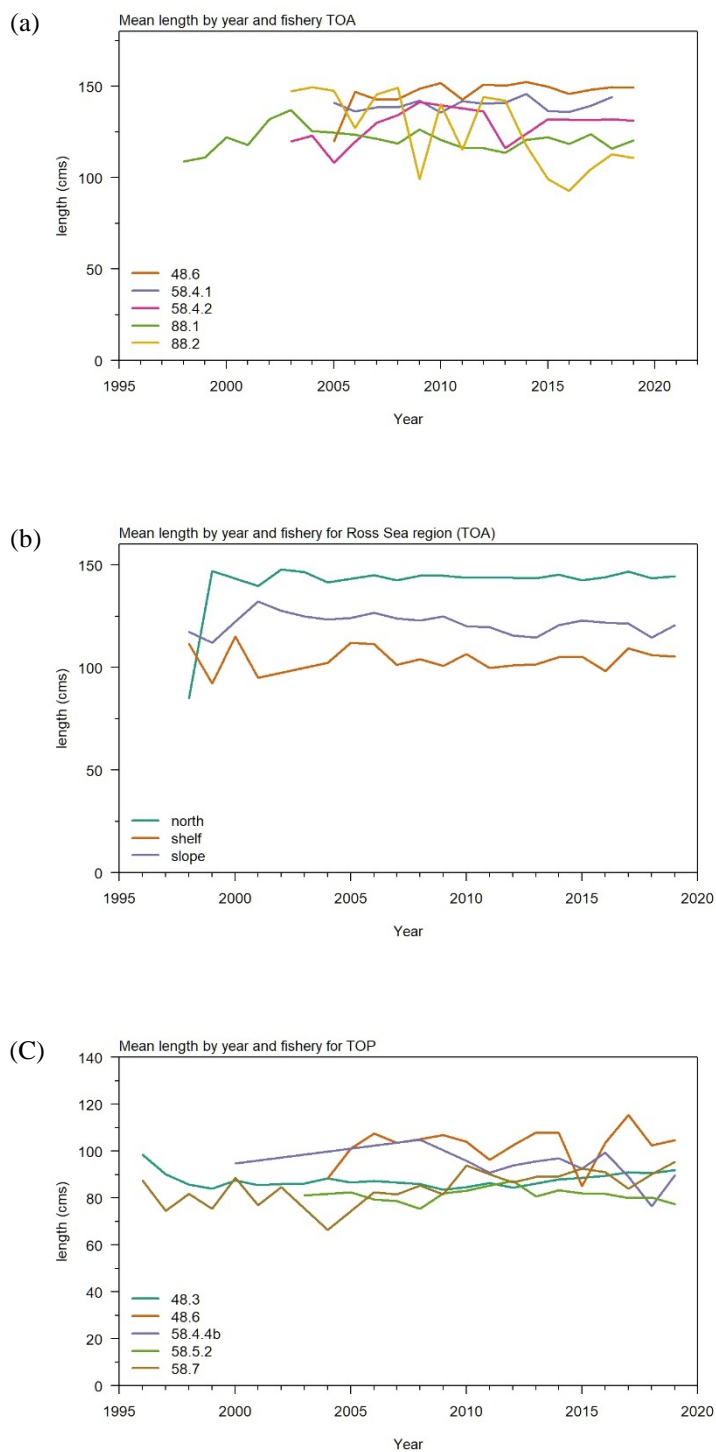 (a)
Mean length by year and fishery TOA
150
100
50
0
length (cms)
48.6
58.4.1
58.4.2
88.1
88.2
1995 2000 2005 2010 2015 2020
Year
(b)
Mean length by year and fishery for Ross Sea region (TOA)
150
100
50
0
length (cms)
north
shelf
slope
1995 2000 2005 2010 2015 2020
Year
(C)
Mean length by year and fishery for TOP
140
120
100
80
60
40
20
0
length (cms)
48.3
48.6
58.4.4b
58.5.2
58.7
1995 2000 2005 2010 2015 2020
Year